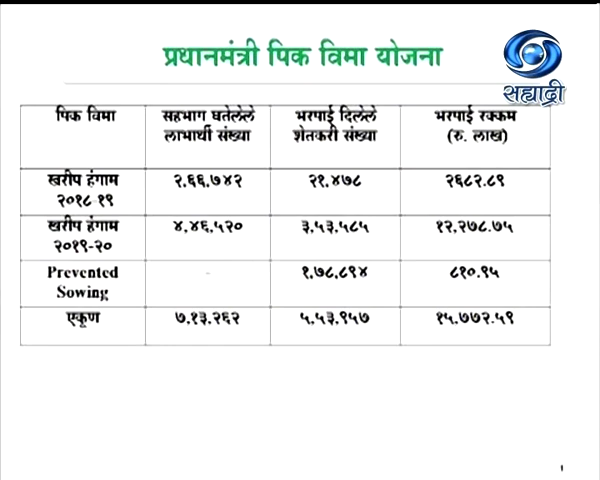 प्रधानमंत्री पिक विमा योजना
सह्याद्री
पिक विमा सहभाग घतेलेले लाभार्थी संख्या भरपाई दिलेले शेतकरी संख्या भरपाई रक्कम (रु. लाख)
खरीप हंगाम २०१८-१९ २,६६,७४२ २१,४७८ २६८२.८९
खरीप हंगाम २०१९-२० ४,४६,५२० ३,५३,५८५ १२,२७८.७५
Prevented Sowing - १,७८,८९४ ८१०.९५
एकूण ७,१३,२६२ ५,५३,९५७ १५,७७२.५९
१